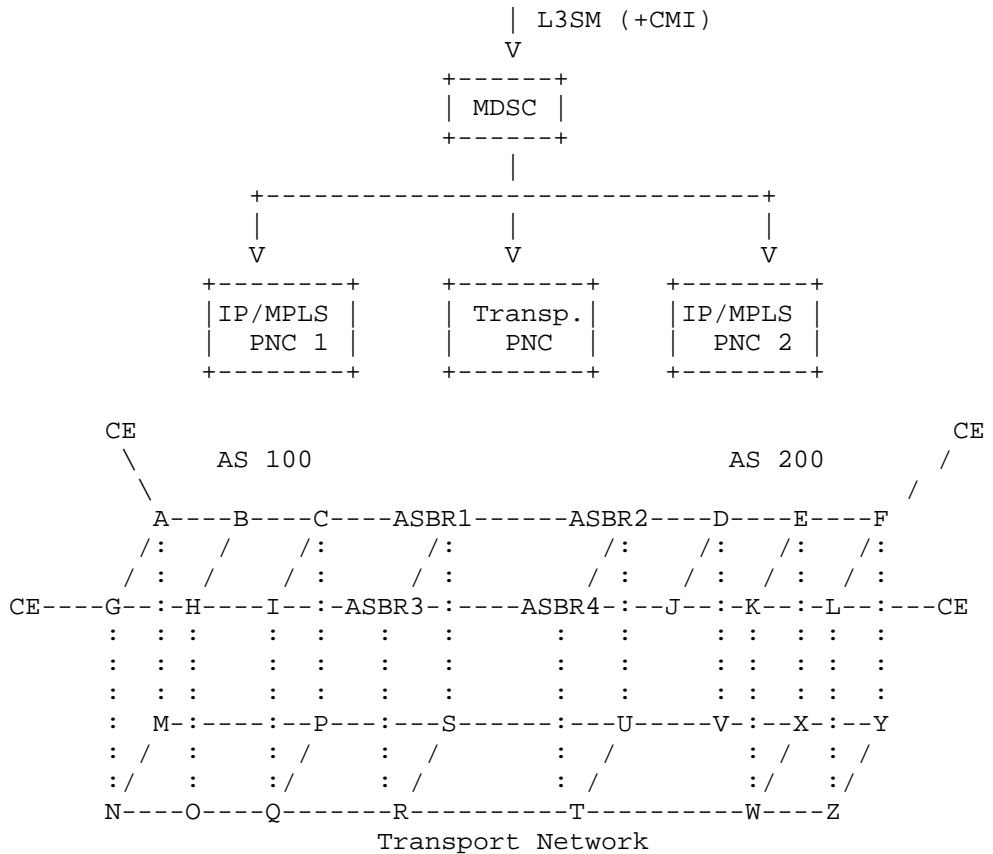 | L3SM (+CMI)
V
+------+
| MDSC |
+------+
|
+-------------------------------+
| | |
V V V
+--------+ +--------+ +--------+
|IP/MPLS | | Transp.| |IP/MPLS |
| PNC 1 | | PNC | | PNC 2 |
+--------+ +--------+ +--------+
CE CE
\ AS 100 AS 200 /
\ /
A----B----C----ASBR1------ASBR2----D----E----F
/: / /: /: /: /: /: /:
/ : / / : / : / : / : / : / :
CE----G--:-H----I--:-ASBR3--:----ASBR4-:--J--:-K--:-L--:---CE
: : : : : : : : : : : : : :
: : : : : : : : : : : : : :
: : : : : : : : : : : : : :
: M-:----:--P---:---S-------:---U-----V-:--X-:--Y
: / : : / : / : / : / : /
:/ : :/ : / : / :/ :/
N----O----Q-------R----------T----------W----Z
Transport Network